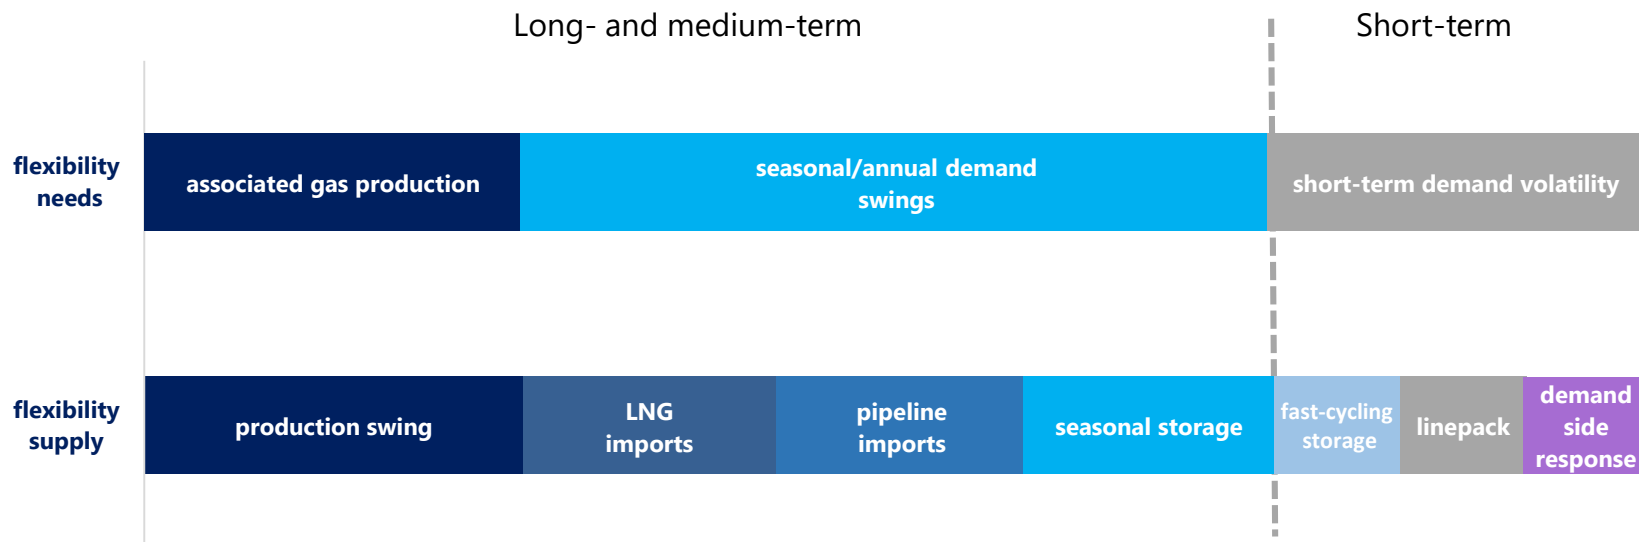 Long- and medium-term
Short-term
flexibility
needs
associated gas production
seasonal/annual demand
swings
short-term demand volatility
flexibility
supply
production swing
LNG
imports
pipeline
imports
seasonal storage
fast-cycling
storage
linepack
demand
side
response